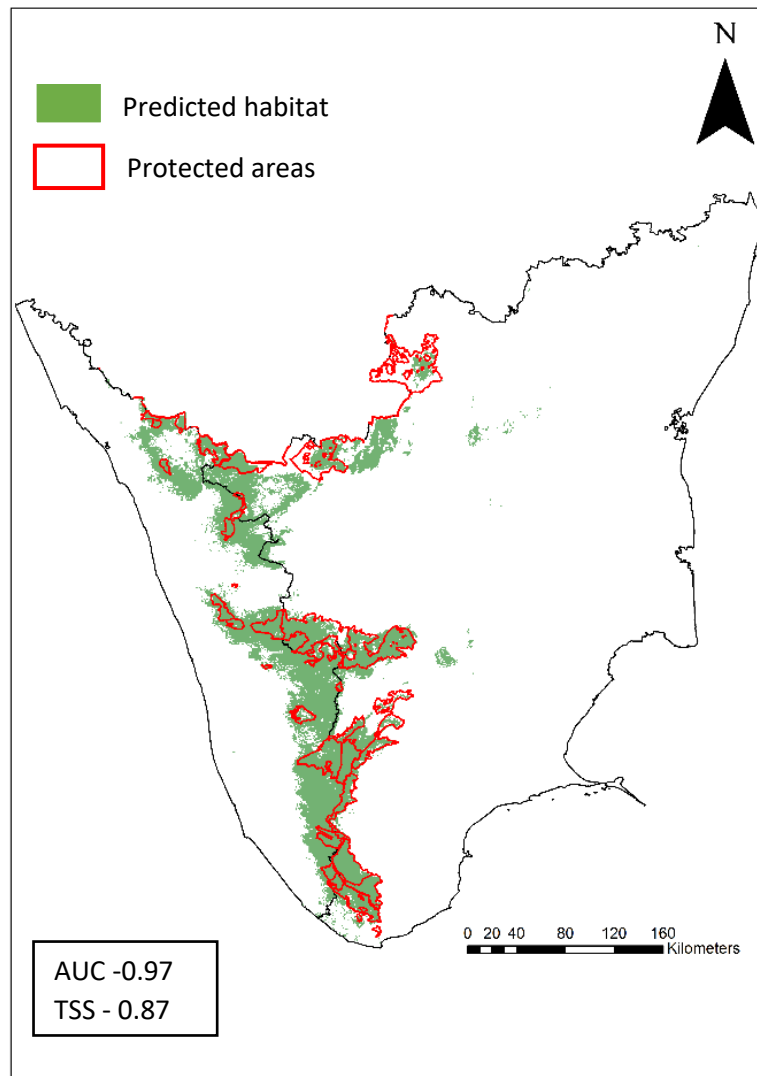 N
Predicted habitat
Protected areas
0 20 40 80 120 160
Kilometers
AUC -0.97
TSS - 0.87